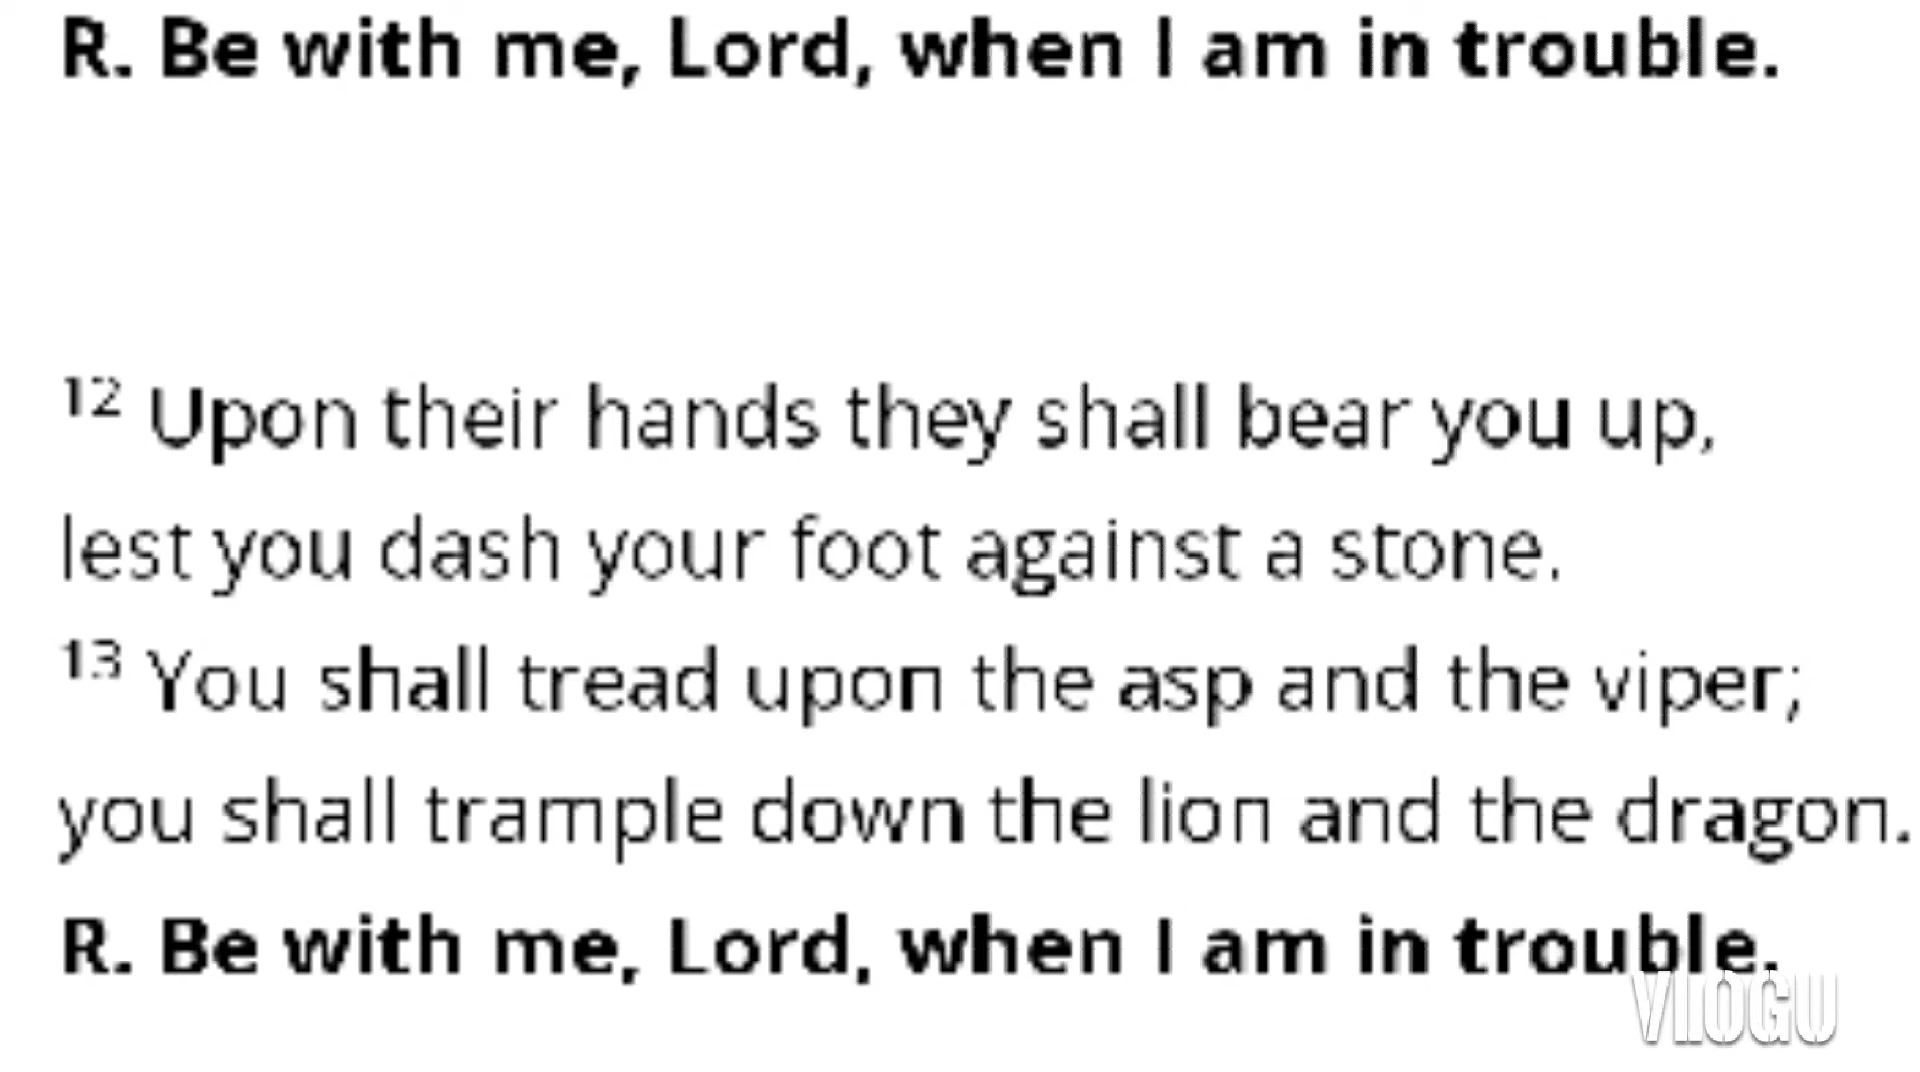 R. Be with me, Lord, when I am in trouble.
12 Upon their hands they shall bear you up,
lest you dash your foot against a stone.
13 You shall tread upon the asp and the viper;
you shall trample down the lion and the dragon.
R. Be with me, Lord, when I am in trouble.
VLLOGU